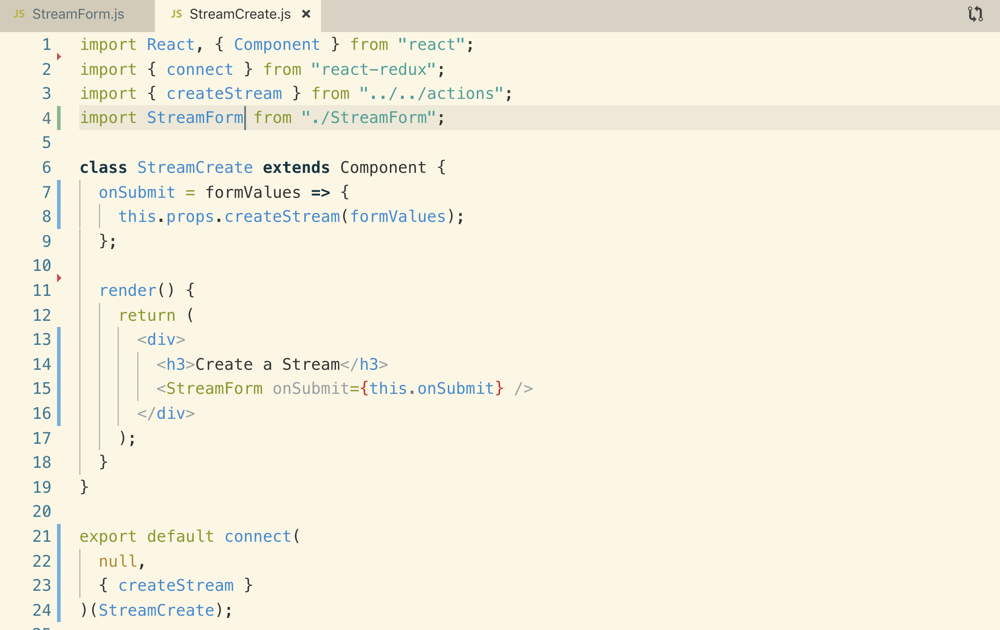 JS StreamForm.js JS StreamCreate.js ×
1 import React, { Component } from "react";
2 import { connect } from "react-redux";
3 import { createStream } from "../../actions";
4 import StreamForm from "./StreamForm";
5
6 class StreamCreate extends Component {
7   onSubmit = formValues => {
8     this.props.createStream(formValues);
9   };
10
11   render() {
12     return (
13       <div>
14         <h3>Create a Stream</h3>
15         <StreamForm onSubmit={this.onSubmit} />
16       </div>
17     );
18   }
19 }
20
21 export default connect(
22   null,
23   { createStream }
24 )(StreamCreate);